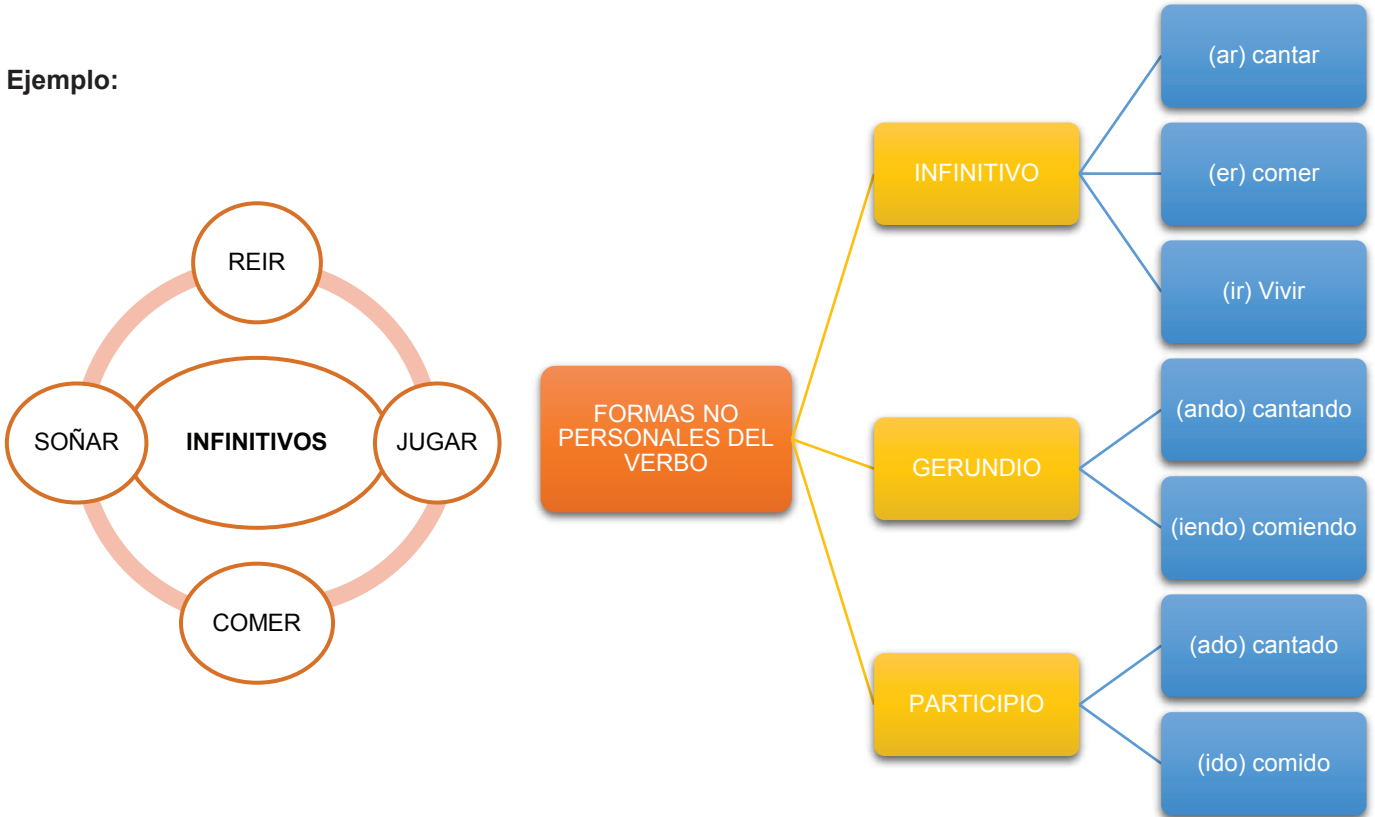 Ejemplo:
REIR
SOÑAR
INFINITIVOS
JUGAR
COMER
FORMAS NO
PERSONALES DEL
VERBO
INFINITIVO
(ar) cantar
(er) comer
(ir) Vivir
GERUNDIO
(ando) cantando
(iendo) comiendo
PARTICIPIO
(ado) cantado
(ido) comido